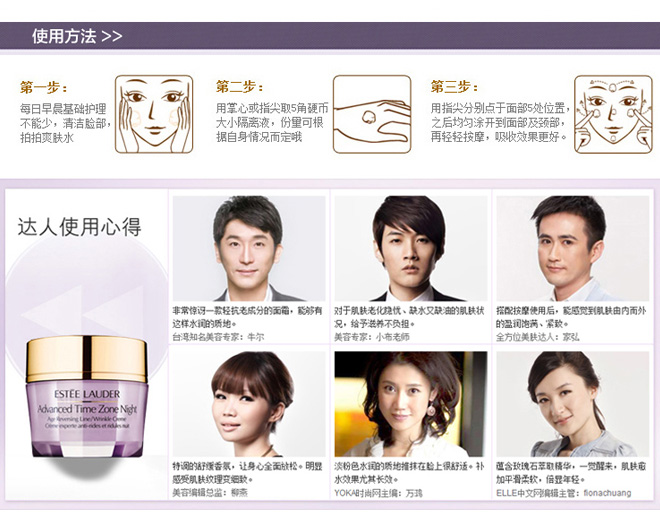 使用方法 >>
第一步：
每日早晨基础护理
不能少，清洁脸部，
拍拍爽肤水
第二步：
用掌心或指尖取5角硬币
大小隔离液，份量可根
据自身情况而定哦
第三步：
用指尖分别点于面部5处位置，
之后均匀涂开到面部及颈部，
再轻轻按摩，吸收效果更好。
达人使用心得
ESTĒE LAUDER
Advanced Time Zone Night
Age Reversing Line/Wrinkle Creme
Crème experte anti-rides et ridules nuit
非常惊讶一款轻抗老成分的面霜，能够有
这样水润的质地。
台湾知名美容专家：牛尔
对于肌肤老化隐忧、缺水又缺油的肌肤状
况，给予滋养不负担。
美容专家：小布老师
搭配按摩使用后，能感觉到肌肤由内而外
的盈润饱满、紧致。
全方位美肤达人：家弘
特调的舒缓香氛，让身心全面放松。明显
感受肌肤纹理变细致。
美容编辑总监：柳燕
淡粉色水润的质地推抹在脸上很舒适。补
水效果尤其长效。
YOKA时尚网主编：万鸿
蕴含玫瑰石萃取精华，一觉醒来，肌肤愈
加平滑柔软，倍显年轻。
ELLE中文网编辑主管：fionachuang